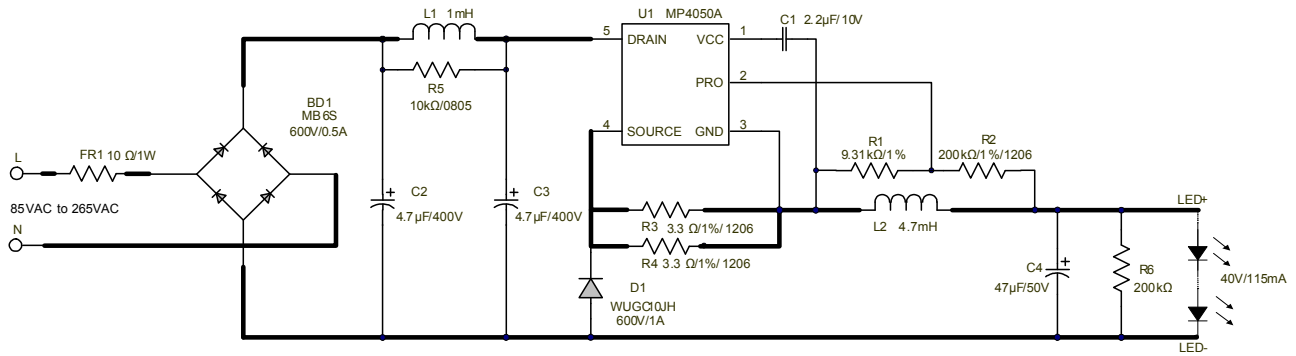 L1 1mH
U1 MP4050A
C1 2.2µF/10V
5 DRAIN VCC 1
R5
10kΩ/0805
PRO 2
BD1
MB6S
600V/0.5A
4 SOURCE GND 3
L
FR1 10 Ω/1W
R1
9.31kΩ/1%
R2
200kΩ/1%/1206
85VAC to 265VAC
N
C2
4.7µF/400V
C3
4.7µF/400V
R3 3.3 Ω/1%/1206
R4 3.3 Ω/1%/1206
L2 4.7mH
LED+
D1
WUGC10JH
600V/1A
C4
47µF/50V
R6
200kΩ
40V/115mA
LED-